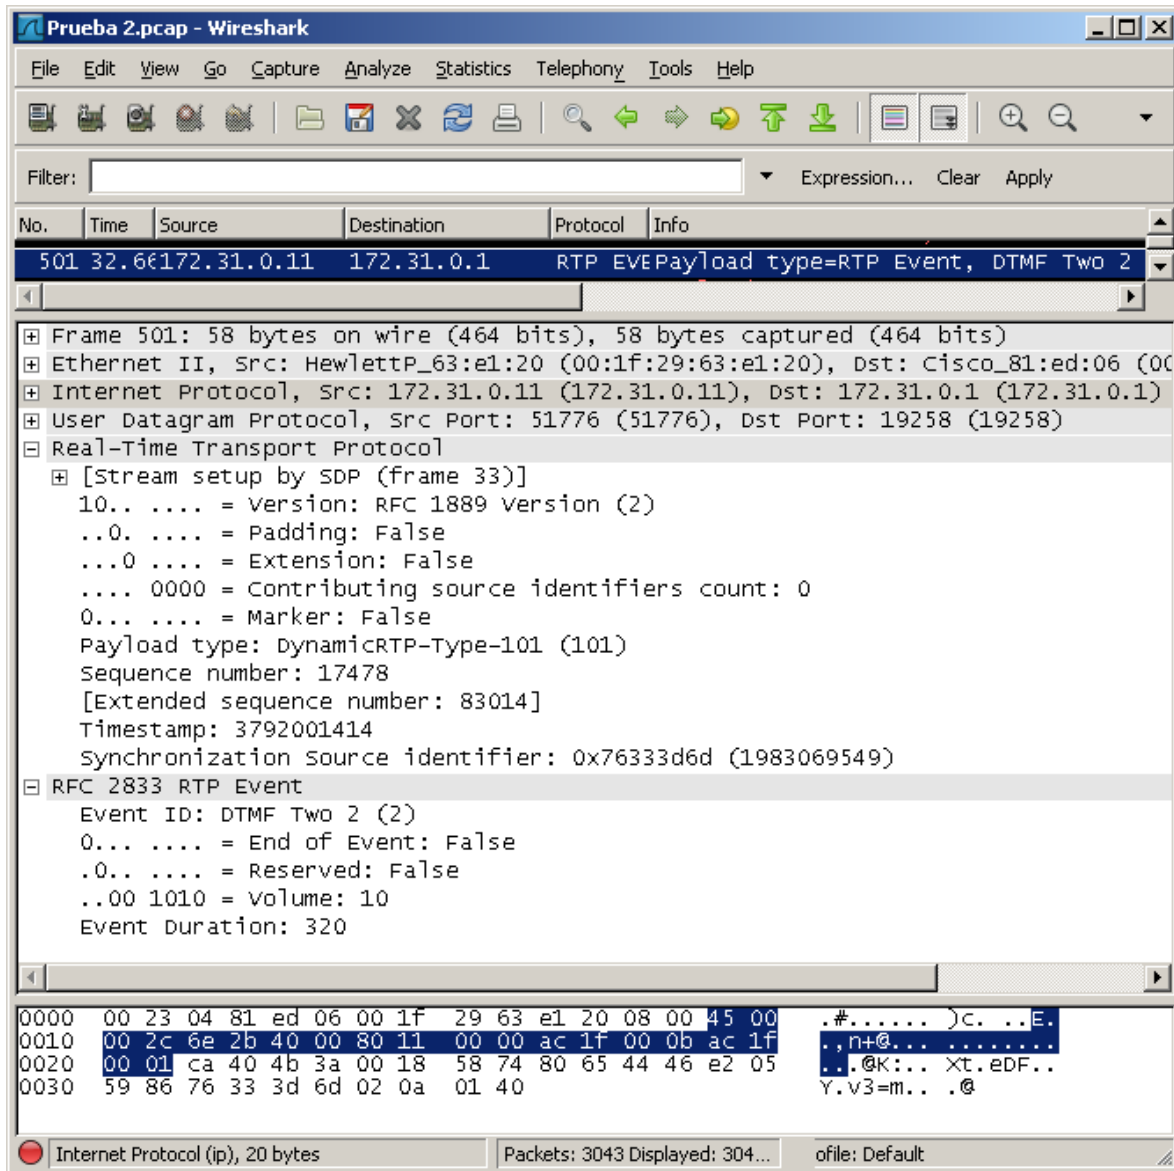 Prueba 2.pcap - Wireshark
File Edit View Go Capture Analyze Statistics Telephony Tools Help
Filter: Expression... Clear Apply
No. Time Source Destination Protocol Info
501 32.66 172.31.0.11 172.31.0.1 RTP EVE Payload type=RTP Event, DTMF Two 2
Frame 501: 58 bytes on wire (464 bits), 58 bytes captured (464 bits)
Ethernet II, Src: HewlettP_63:e1:20 (00:1f:29:63:e1:20), Dst: Cisco_81:ed:06 (00
Internet Protocol, Src: 172.31.0.11 (172.31.0.11), Dst: 172.31.0.1 (172.31.0.1)
User Datagram Protocol, Src Port: 51776 (51776), Dst Port: 19258 (19258)
Real-Time Transport Protocol
[Stream setup by SDP (frame 33)]
10.. .... = Version: RFC 1889 Version (2)
..0. .... = Padding: False
...0 .... = Extension: False
.... 0000 = Contributing source identifiers count: 0
0... .... = Marker: False
Payload type: DynamicRTP-Type-101 (101)
Sequence number: 17478
[Extended sequence number: 83014]
Timestamp: 3792001414
Synchronization Source identifier: 0x76333d6d (1983069549)
RFC 2833 RTP Event
Event ID: DTMF Two 2 (2)
0... .... = End of Event: False
.0.. .... = Reserved: False
..00 1010 = Volume: 10
Event Duration: 320
0000 00 23 04 81 ed 06 00 1f 29 63 e1 20 08 00 45 00 .#...... )c. ..E.
0010 00 2c 6e 2b 40 00 80 11 00 00 ac 1f 00 0b ac 1f .,n+@... ........
0020 00 01 ca 40 4b 3a 00 18 58 74 80 65 44 46 e2 05 ...@K:.. Xt.eDF..
0030 59 86 76 33 3d 6d 02 0a 01 40 Y.v3=m.. .@
Internet Protocol (ip), 20 bytes Packets: 3043 Displayed: 304... ofile: Default